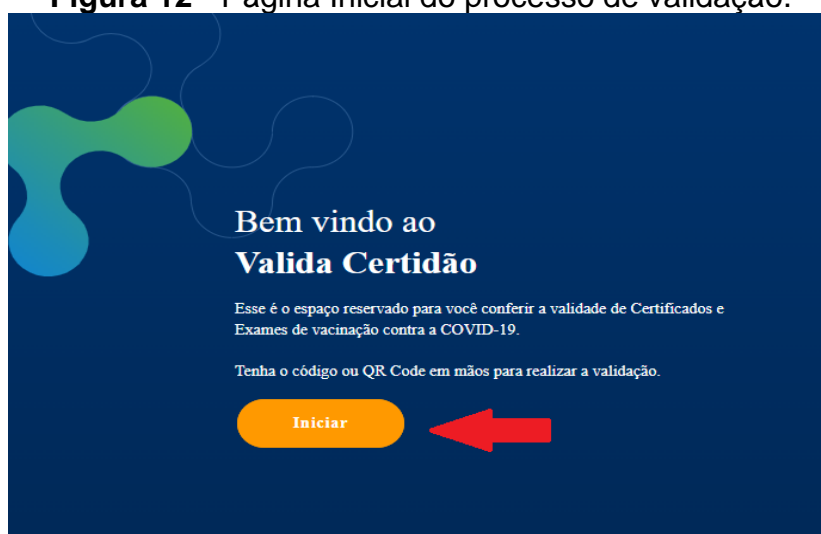 Figura 12 - Página Inicial do processo de validação.
Bem vindo ao
Valida Certidão
Esse é o espaço reservado para você conferir a validade de Certificados e
Exames de vacinação contra a COVID-19.
Tenha o código ou QR Code em mãos para realizar a validação.
Iniciar